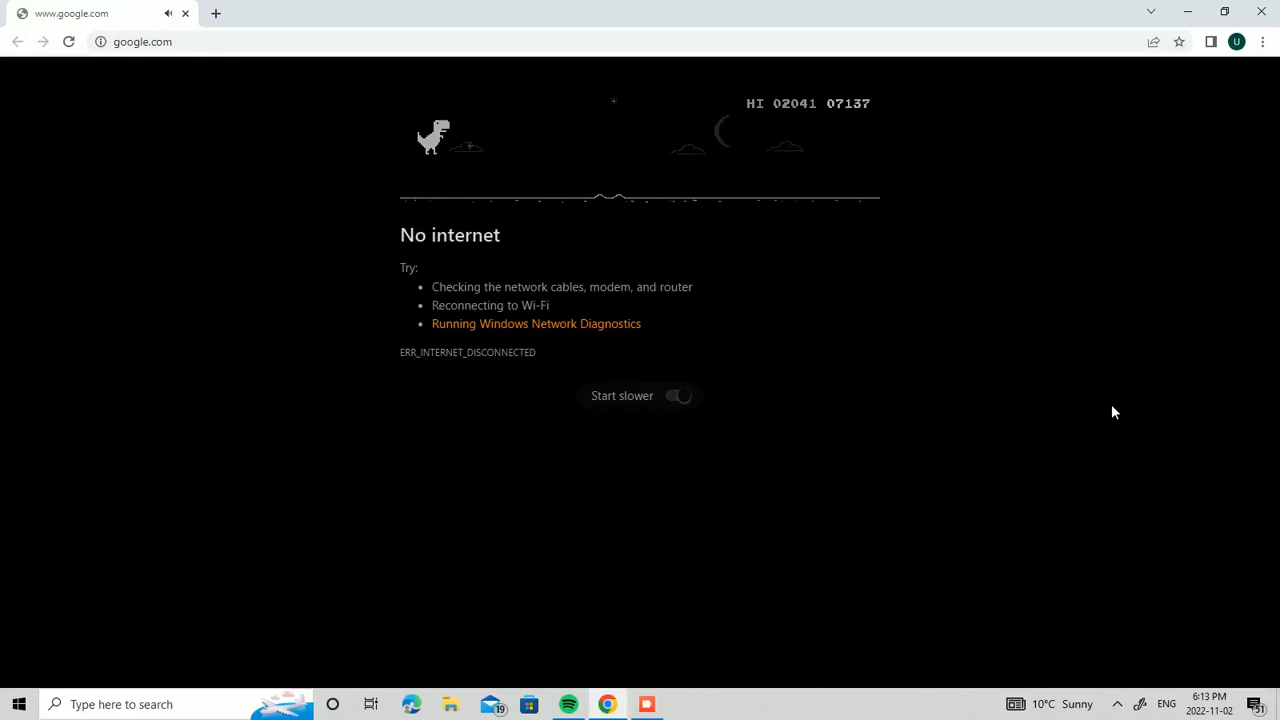 www.google.com
google.com
U
HI 02041 07137
No internet
Try:
Checking the network cables, modem, and router
Reconnecting to Wi-Fi
Running Windows Network Diagnostics
ERR_INTERNET_DISCONNECTED
Start slower
Type here to search
19
10°C Sunny
ENG
6:13 PM
2022-11-02
51